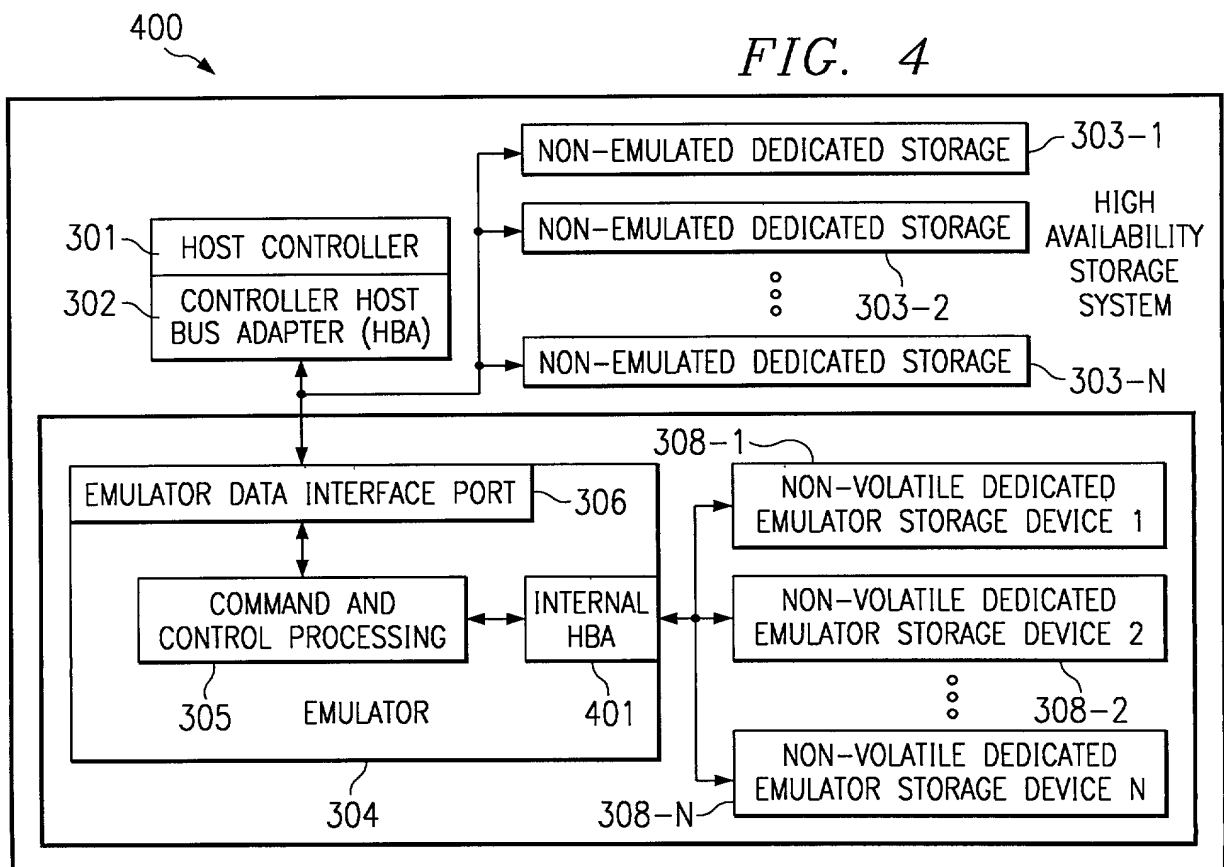 400
FIG. 4
NON-EMULATED DEDICATED STORAGE
303-1
301
HOST CONTROLLER
302
CONTROLLER HOST
BUS ADAPTER (HBA)
NON-EMULATED DEDICATED STORAGE
303-2
HIGH
AVAILABILITY
STORAGE
SYSTEM
NON-EMULATED DEDICATED STORAGE
303-N
EMULATOR DATA INTERFACE PORT
306
308-1
NON-VOLATILE DEDICATED
EMULATOR STORAGE DEVICE 1
COMMAND AND
CONTROL PROCESSING
305
INTERNAL
HBA
401
EMULATOR
304
NON-VOLATILE DEDICATED
EMULATOR STORAGE DEVICE 2
308-2
NON-VOLATILE DEDICATED
EMULATOR STORAGE DEVICE N
308-N